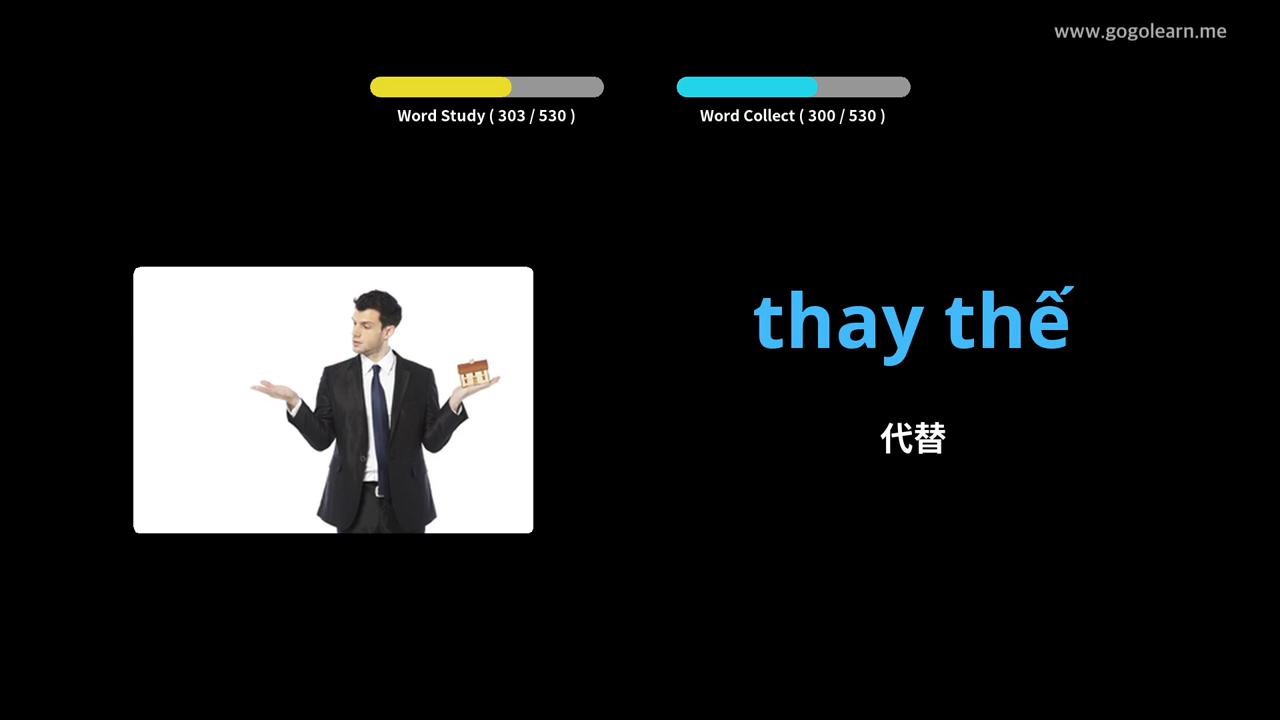 www.gogolearn.me
Word Study ( 303 / 530 )
Word Collect ( 300 / 530 )
thay thế
代替